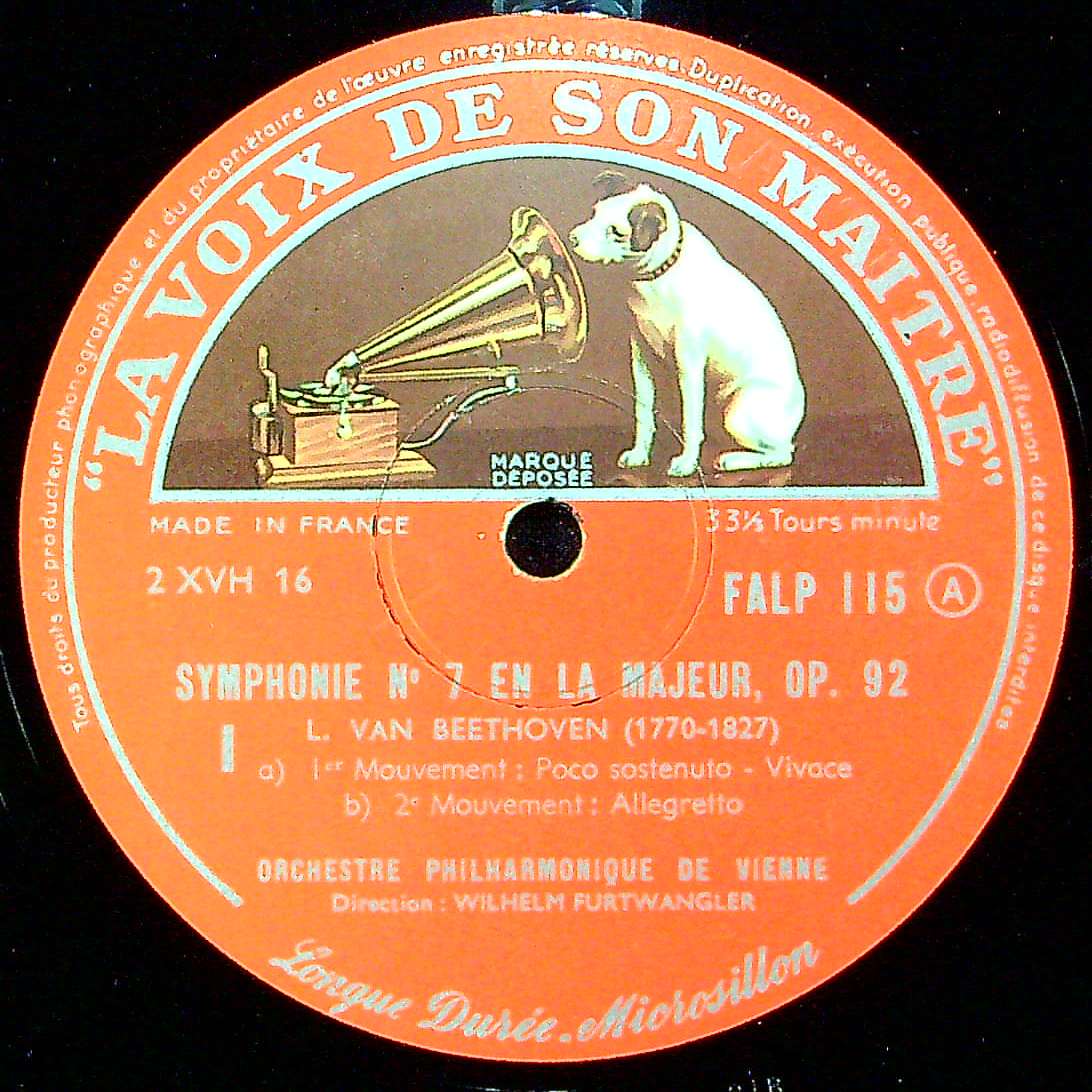 Tous droits du producteur phonographique et du propriétaire de l'œuvre enregistrée réservés. Duplication, exécution publique, radiodiffusion de ce disque interdites
"LA VOIX DE SON MAITRE"
MARQUE
DÉPOSÉE
MADE IN FRANCE 33⅓ Tours minute
2 XVH 16 FALP 115 A
SYMPHONIE No 7 EN LA MAJEUR, OP. 92
L. VAN BEETHOVEN (1770-1827)
I a) 1er Mouvement : Poco sostenuto - Vivace
b) 2e Mouvement : Allegretto
ORCHESTRE PHILHARMONIQUE DE VIENNE
Direction : WILHELM FURTWANGLER
Longue Durée. Microsillon